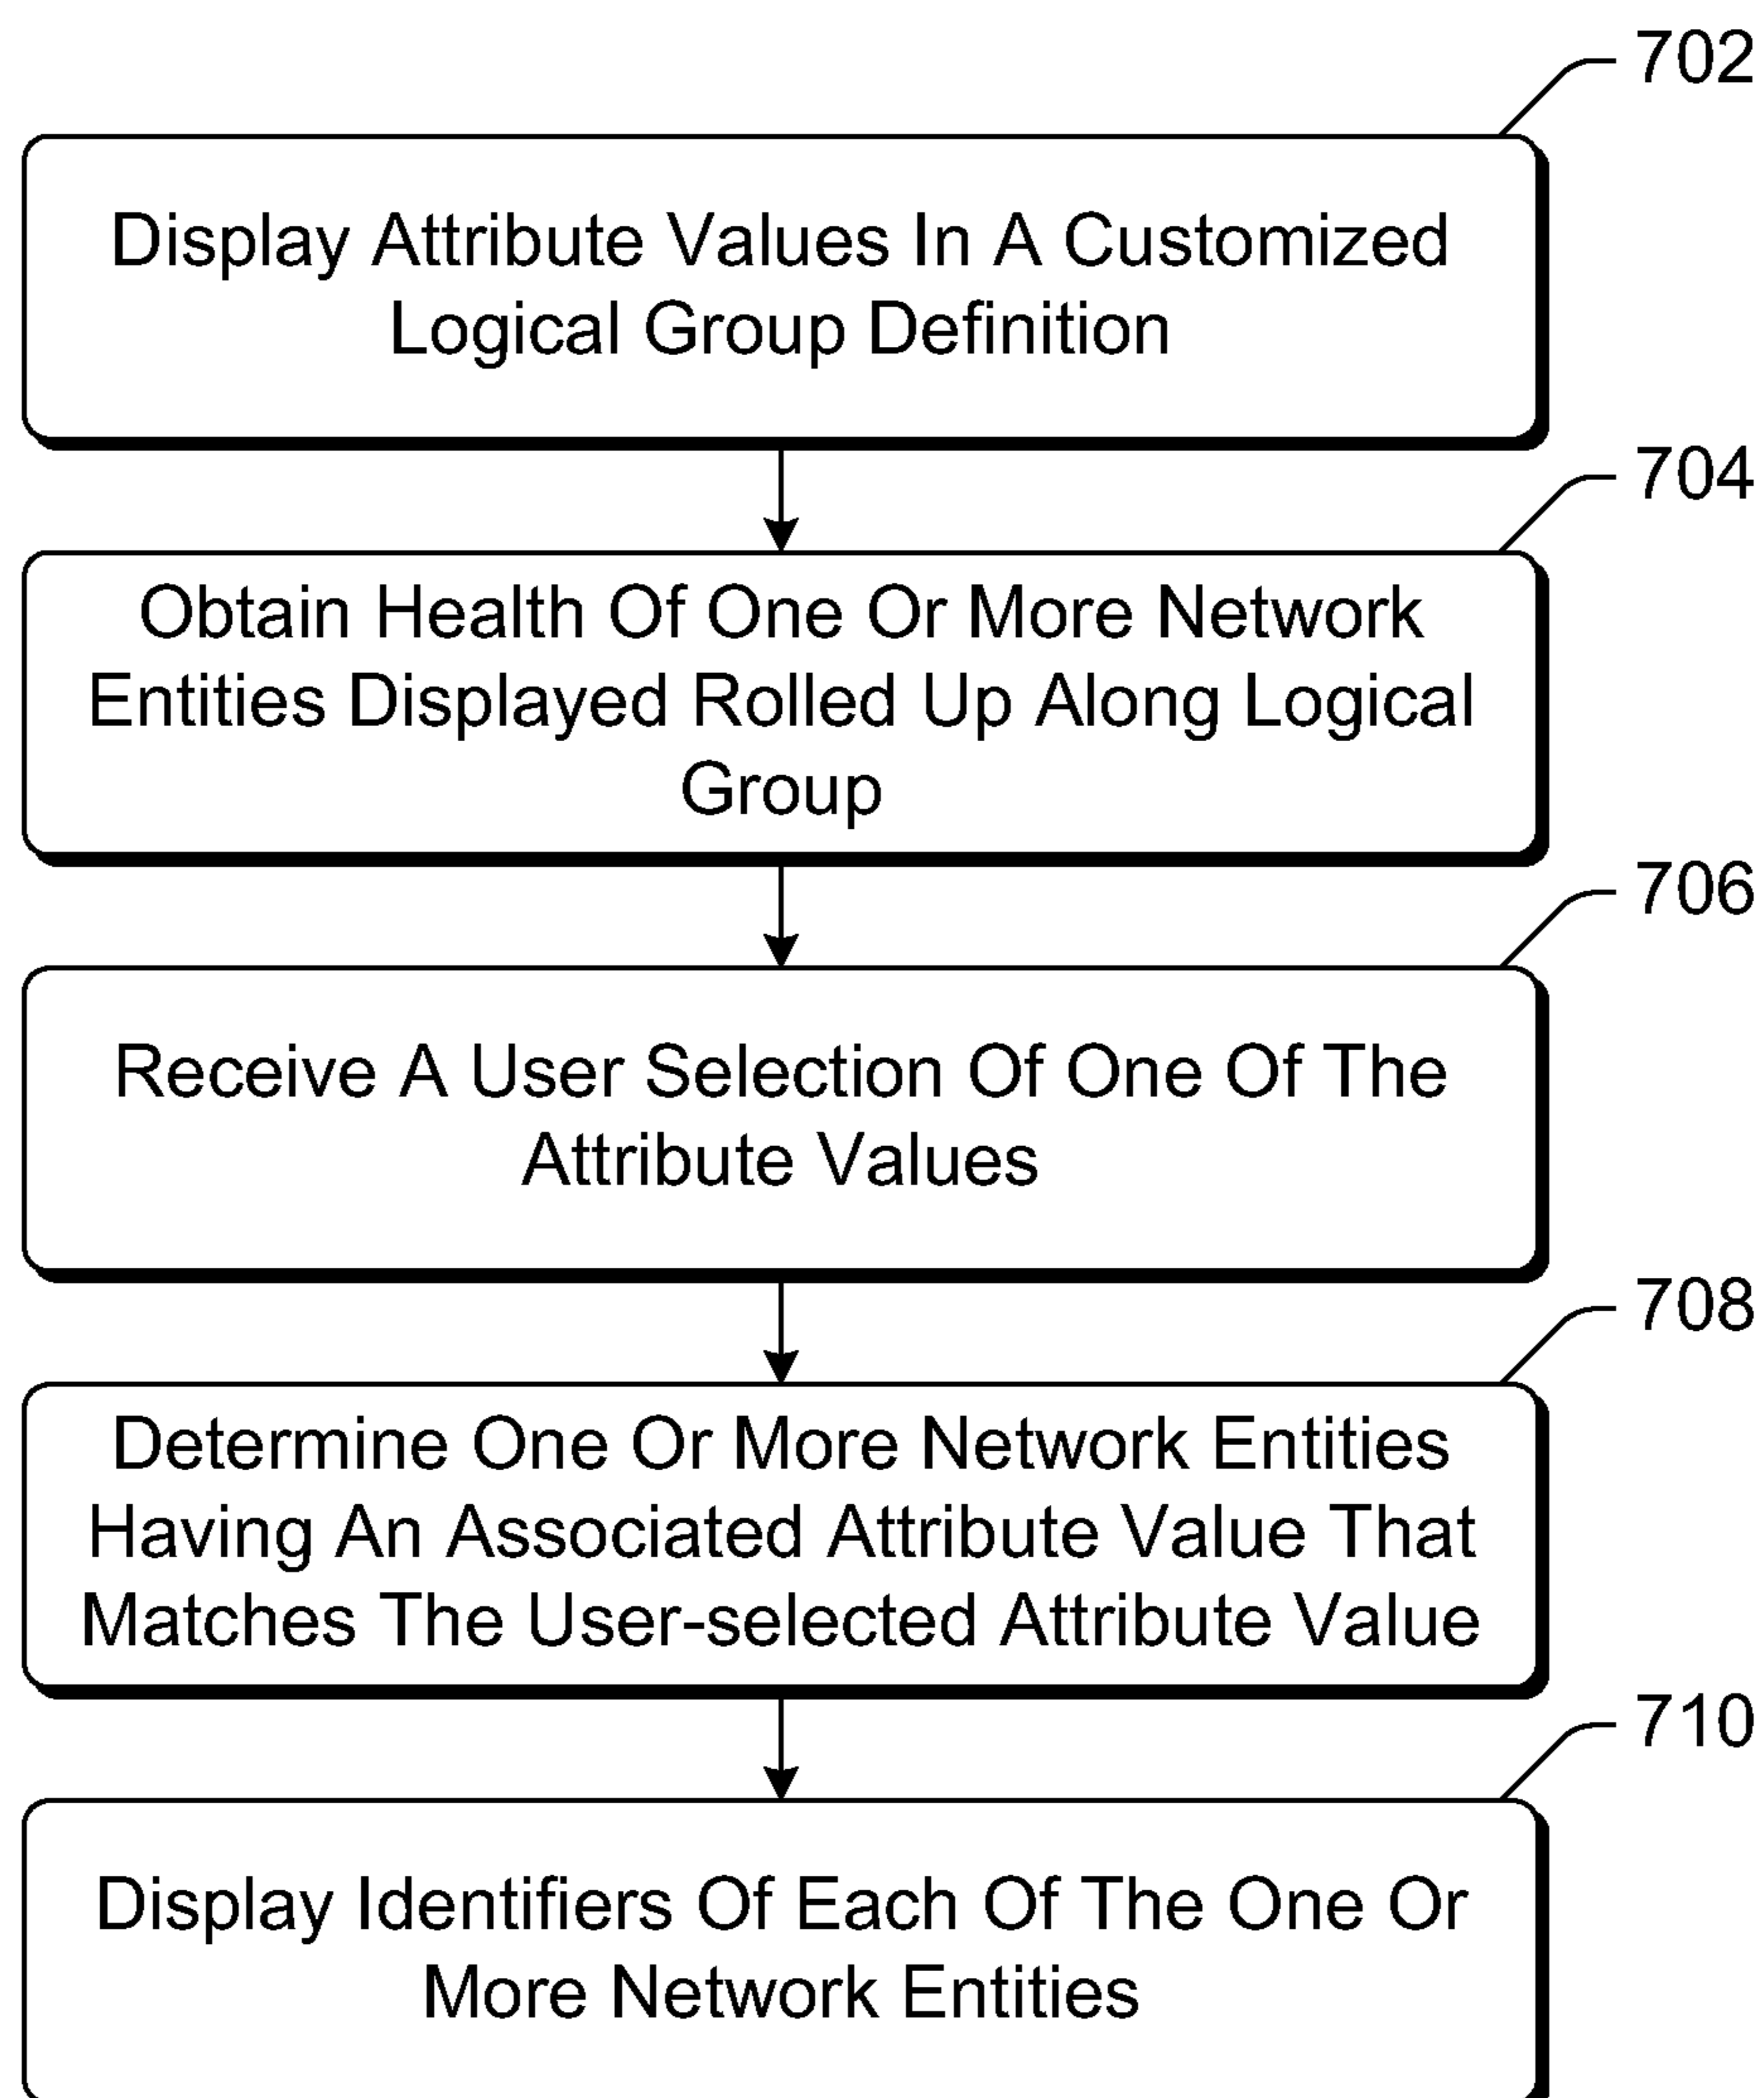 702
Display Attribute Values In A Customized
Logical Group Definition
704
Obtain Health Of One Or More Network
Entities Displayed Rolled Up Along Logical
Group
706
Receive A User Selection Of One Of The
Attribute Values
708
Determine One Or More Network Entities
Having An Associated Attribute Value That
Matches The User-selected Attribute Value
710
Display Identifiers Of Each Of The One Or
More Network Entities